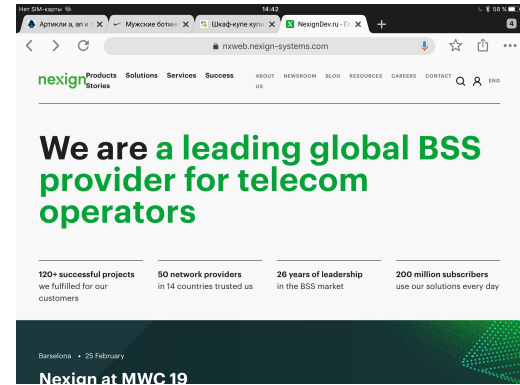 Нет SIM-карты
14:42
58 %
Артикли a, an и t
Мужские ботин
Шкаф-купе купи
NexignDev.ru - Гл
4
nxweb.nexign-systems.com
nexign
Products Solutions Services Success
Stories
ABOUT US
NEWSROOM
BLOG
RESOURCES
CAREERS
CONTACT
ENG
We are a leading global BSS
provider for telecom
operators
120+ successful projects
we fulfilled for our
customers
50 network providers
in 14 countries trusted us
26 years of leadership
in the BSS market
200 million subscribers
use our solutions every day
Barselona • 25 February
Nexign at MWC 19